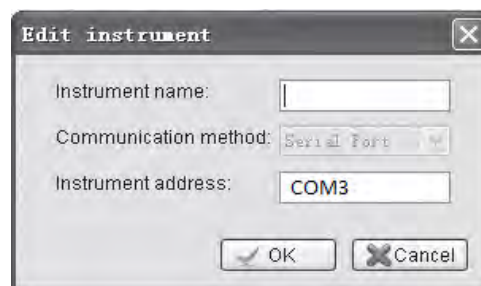 Edit instrument
Instrument name:
Communication method: Serial Port
Instrument address: COM3
OK Cancel